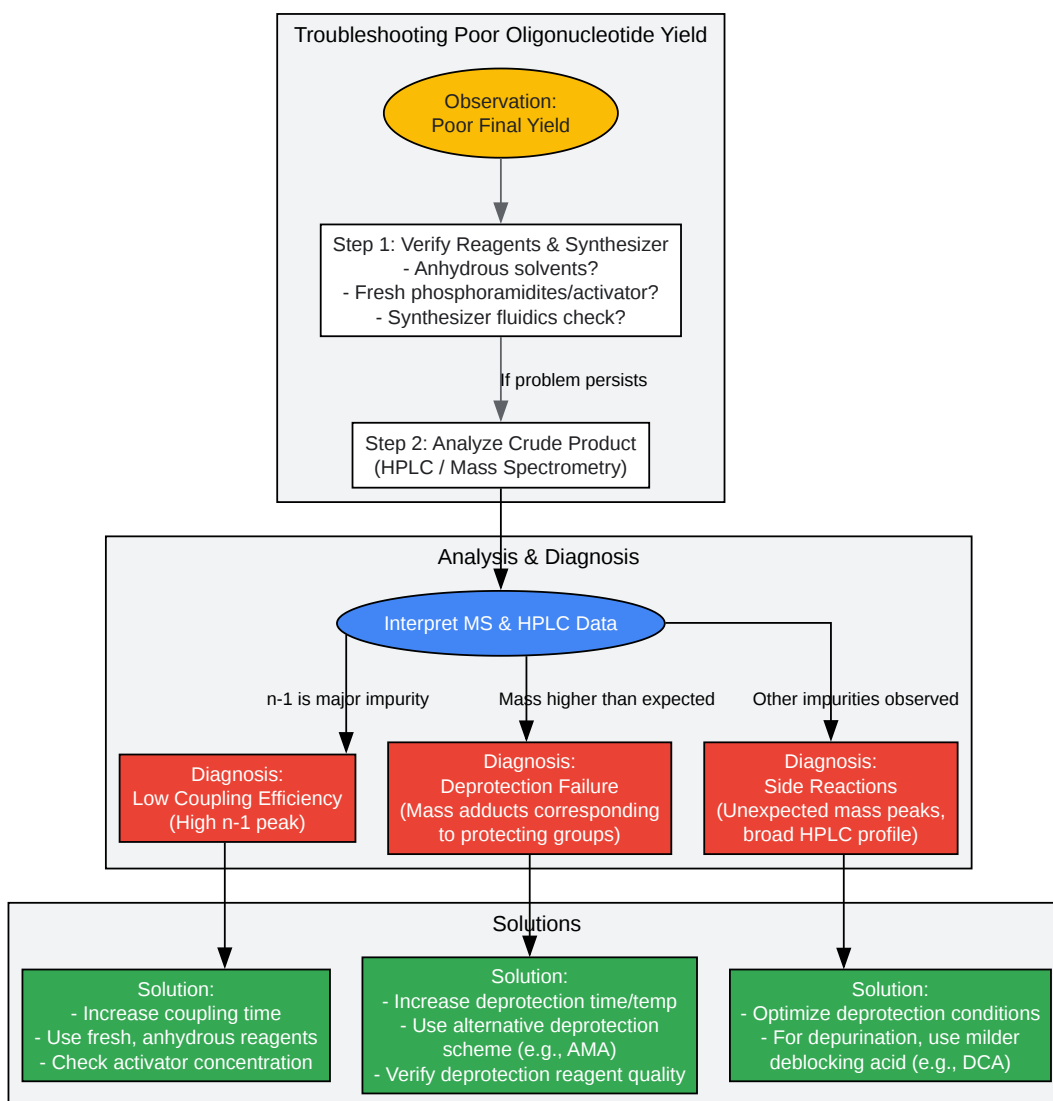 Troubleshooting Poor Oligonucleotide Yield
Observation:
Poor Final Yield
Step 1: Verify Reagents & Synthesizer
- Anhydrous solvents?
- Fresh phosphoramidites/activator?
- Synthesizer fluidics check?
If problem persists
Step 2: Analyze Crude Product
(HPLC / Mass Spectrometry)
Analysis & Diagnosis
Interpret MS & HPLC Data
n-1 is major impurity
Mass higher than expected
Other impurities observed
Diagnosis:
Low Coupling Efficiency
(High n-1 peak)
Diagnosis:
Deprotection Failure
(Mass adducts corresponding
to protecting groups)
Diagnosis:
Side Reactions
(Unexpected mass peaks,
broad HPLC profile)
Solutions
Solution:
- Increase coupling time
- Use fresh, anhydrous reagents
- Check activator concentration
Solution:
- Increase deprotection time/temp
- Use alternative deprotection
scheme (e.g., AMA)
- Verify deprotection reagent quality
Solution:
- Optimize deprotection conditions
- For depurination, use milder
deblocking acid (e.g., DCA)